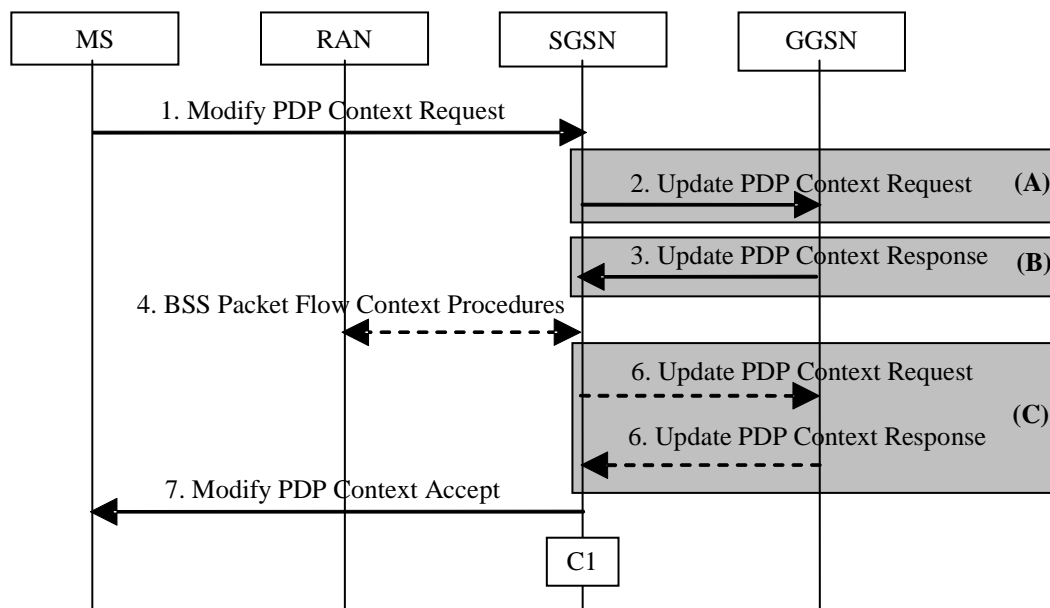 MS RAN SGSN GGSN
1. Modify PDP Context Request
2. Update PDP Context Request (A)
3. Update PDP Context Response (B)
4. BSS Packet Flow Context Procedures
6. Update PDP Context Request
(C)
6. Update PDP Context Response
7. Modify PDP Context Accept
C1